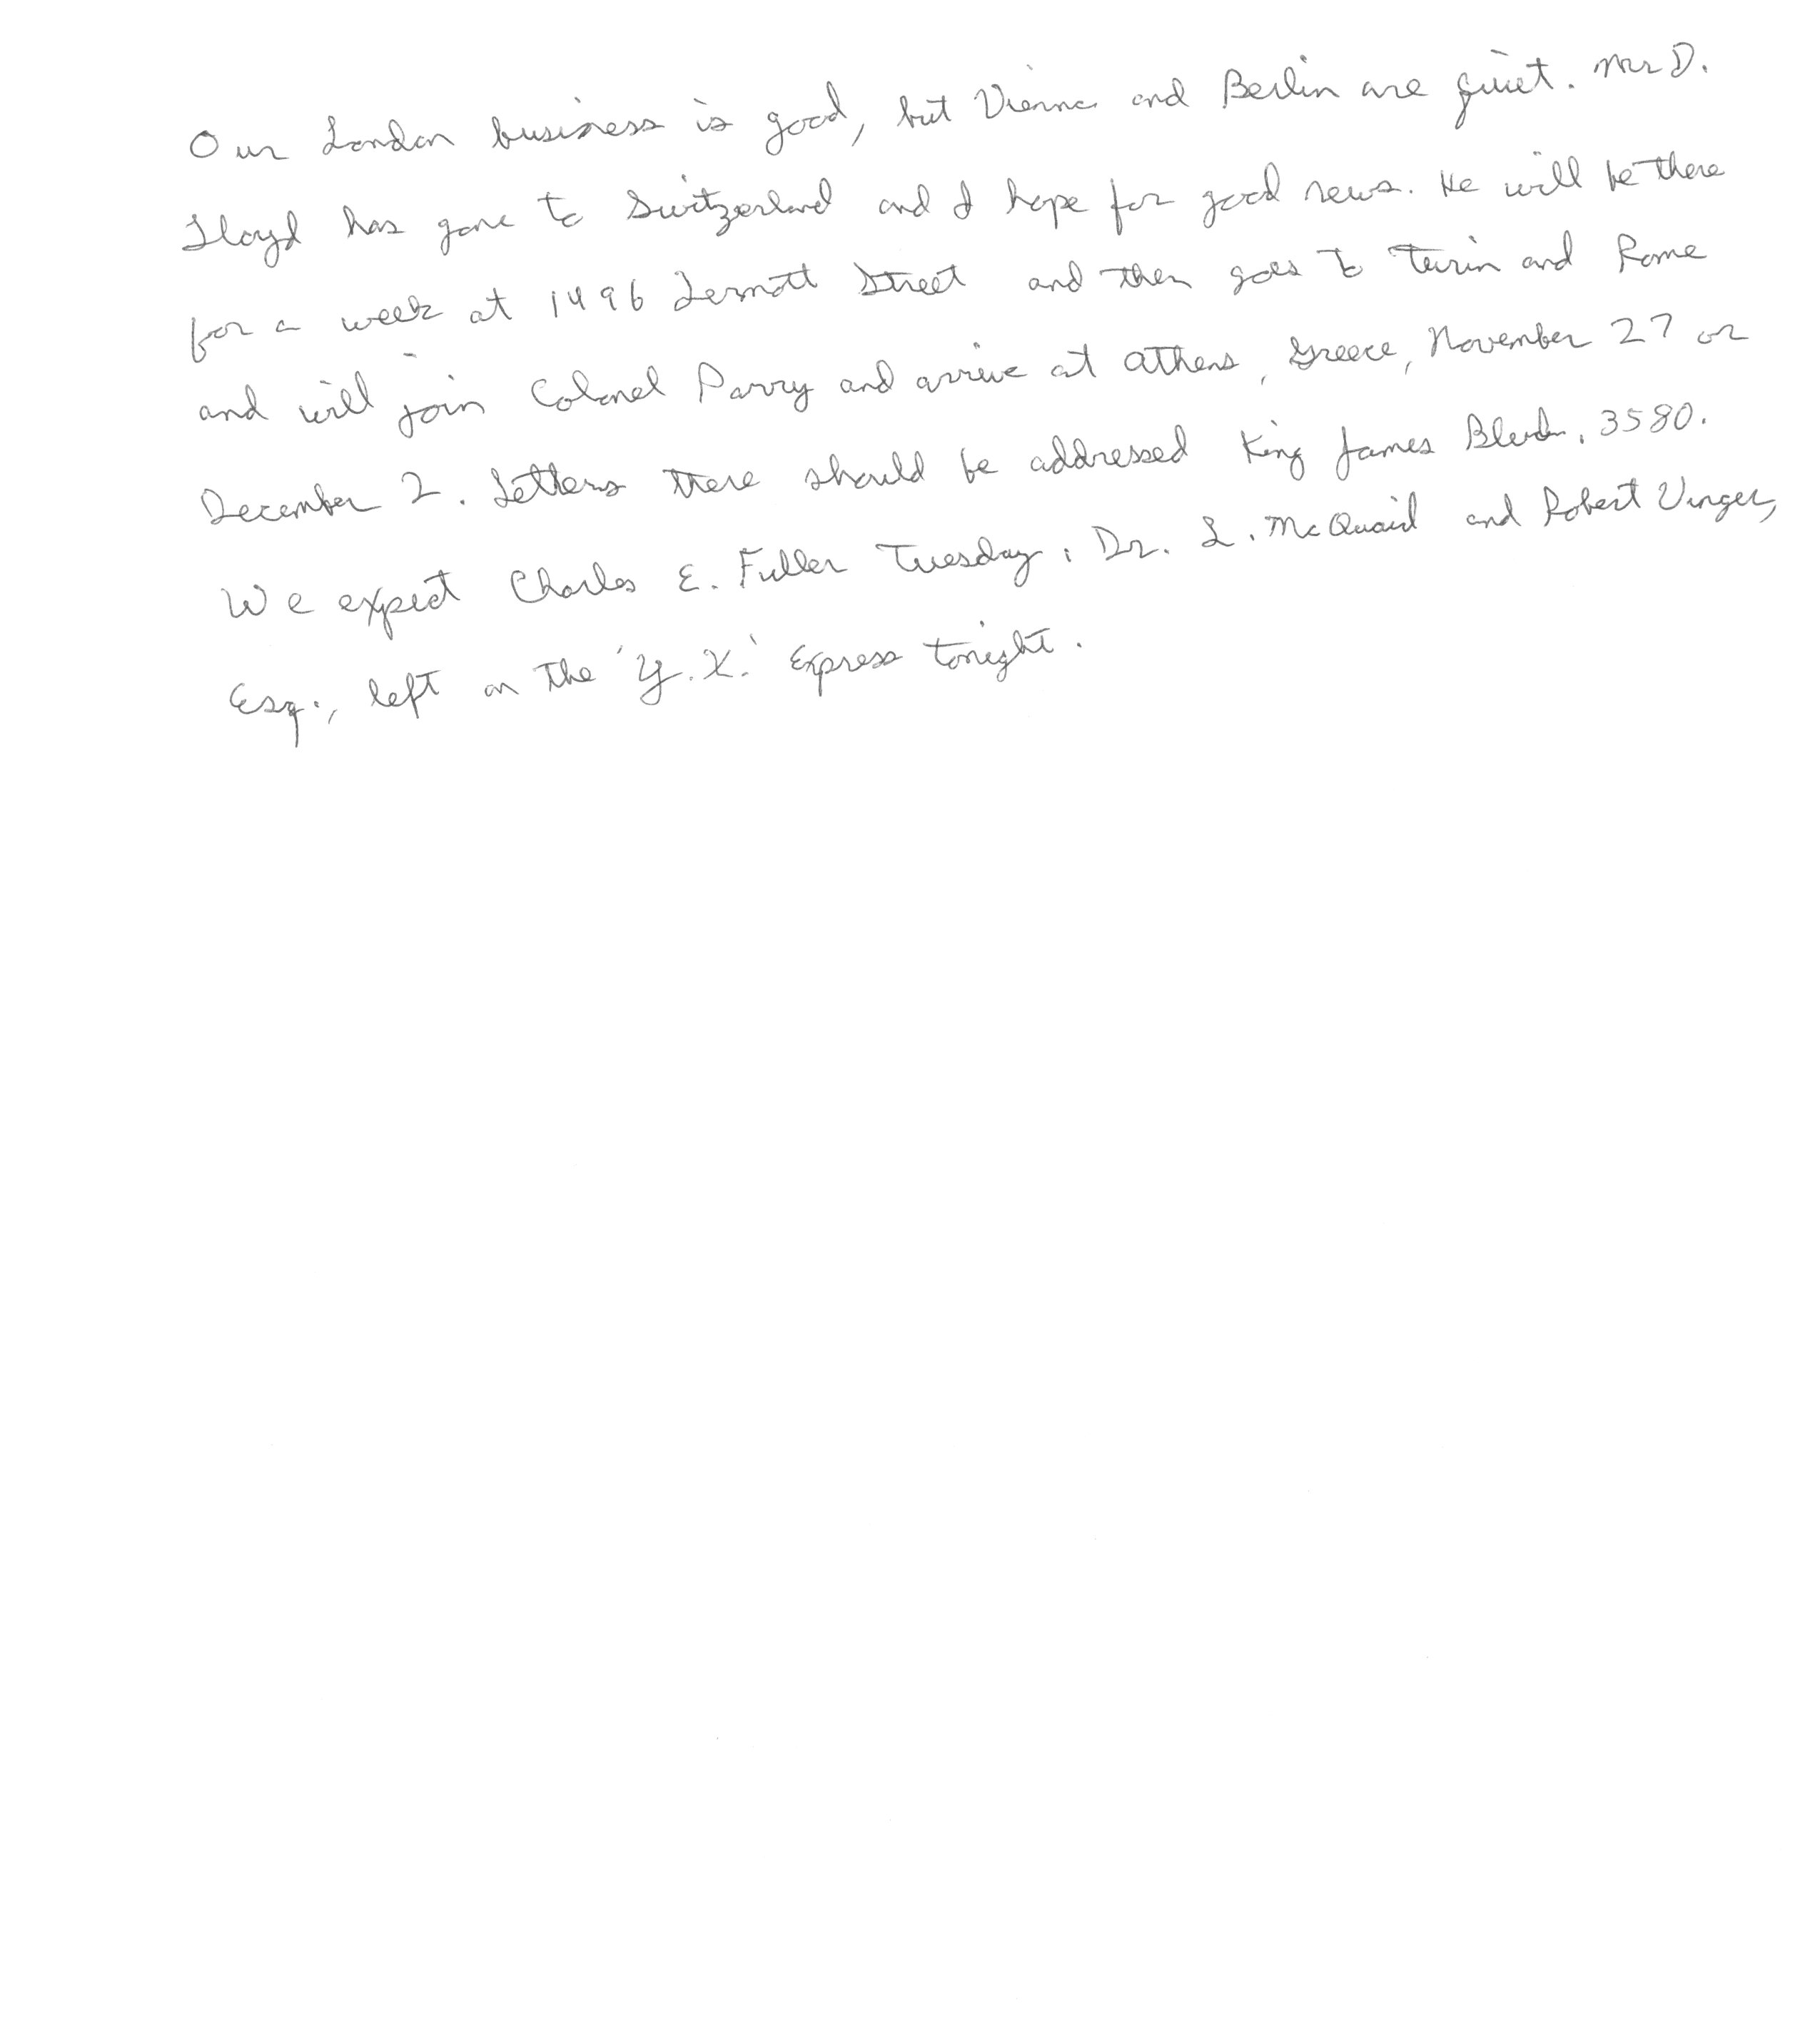 Our London business is good, but Vienna and Berlin are quiet. Mr D.
Lloyd has gone to Switzerland and I hope for good news. He will be there
for a week at 1496 Zermott Street and then goes to Turin and Rome
and will join Colonel Parry and arrive at Athens, Greece, November 27 or
December 2. Letters there should be addressed King James Blvd. 3580.
We expect Charles E. Fuller Tuesday. Dr. L. McQuaid and Robert Unger,
Esq., left on the 'Y.X.' Express tonight.